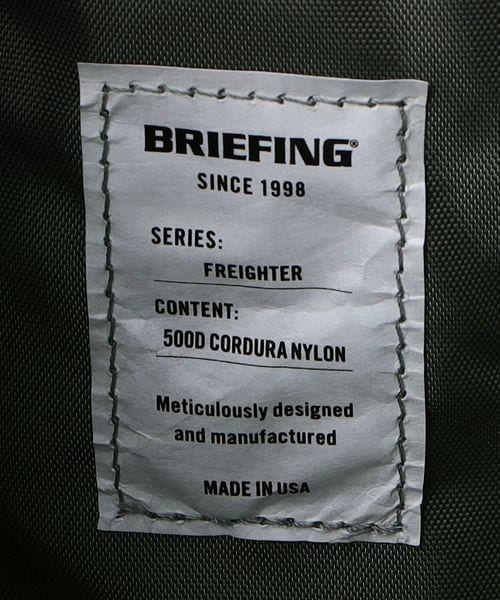 BRIEFING®
SINCE 1998
SERIES:
FREIGHTER
CONTENT:
500D CORDURA NYLON
Meticulously designed
and manufactured
MADE IN USA